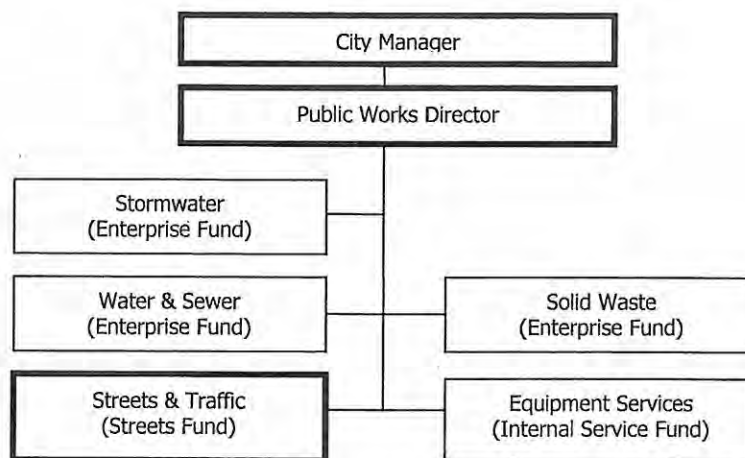 City Manager
Public Works Director
Stormwater
(Enterprise Fund)
Water & Sewer
(Enterprise Fund)
Solid Waste
(Enterprise Fund)
Streets & Traffic
(Streets Fund)
Equipment Services
(Internal Service Fund)